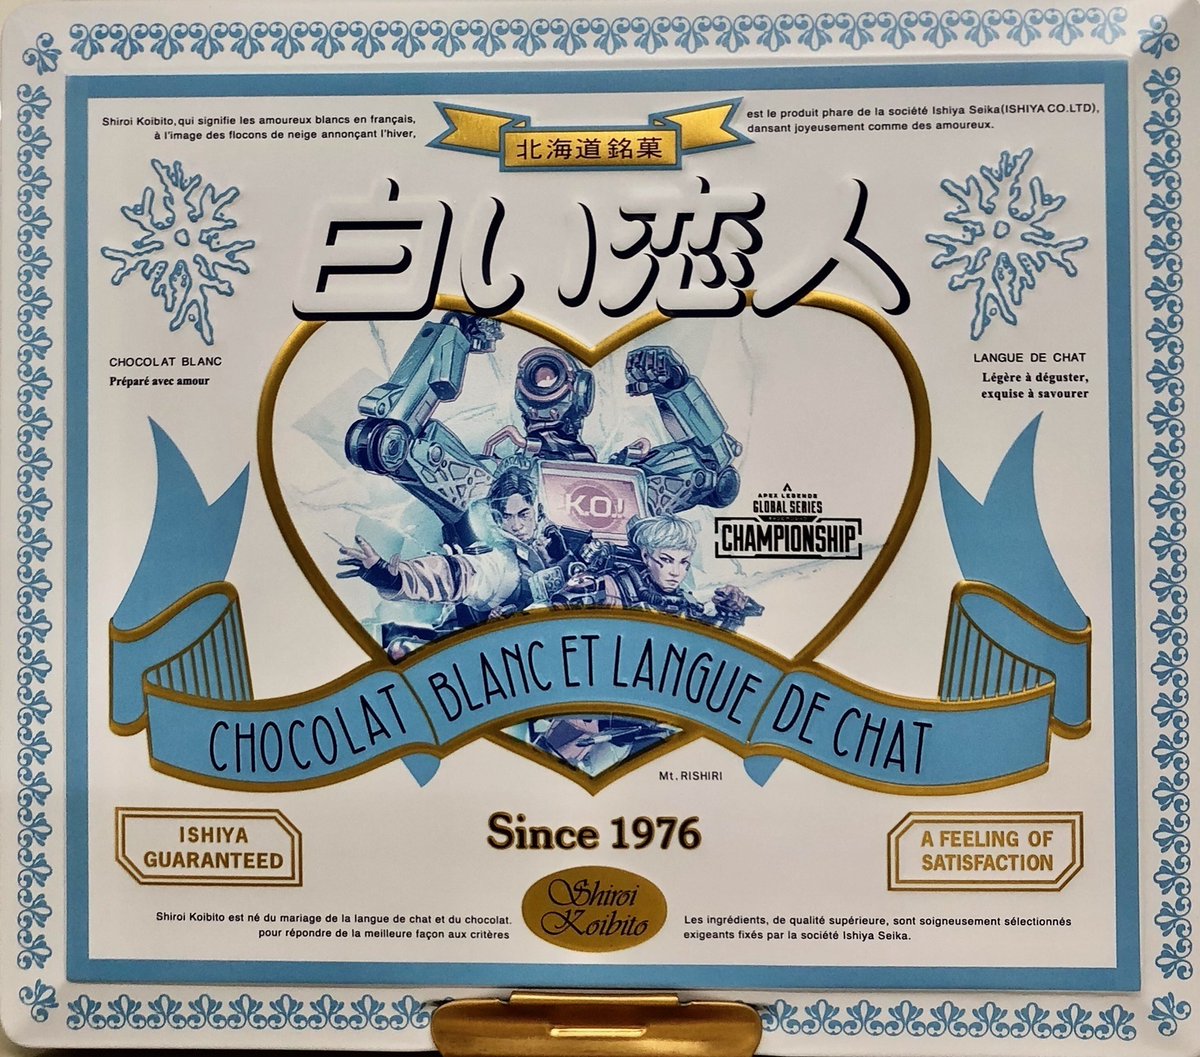 Shiroi Koibito,qui signifie les amoureux blancs en français,
à l'image des flocons de neige annonçant l'hiver,
est le produit phare de la société Ishiya Seika(ISHIYA CO.LTD),
dansant joyeusement comme des amoureux.
北海道銘菓
白い恋人
CHOCOLAT BLANC
Préparé avec amour
LANGUE DE CHAT
Légère à déguster,
exquise à savourer
K.O.!
APEX LEGENDS
GLOBAL SERIES
CHAMPIONSHIP
CHOCOLAT BLANC ET LANGUE DE CHAT
Mt. RISHIRI
ISHIYA
GUARANTEED
Since 1976
A FEELING OF
SATISFACTION
Shiroi
Koibito
Shiroi Koibito est né du mariage de la langue de chat et du chocolat.
pour répondre de la meilleure façon aux critères
Les ingrédients, de qualité supérieure, sont soigneusement sélectionnés
exigeants fixés par la société Ishiya Seika.